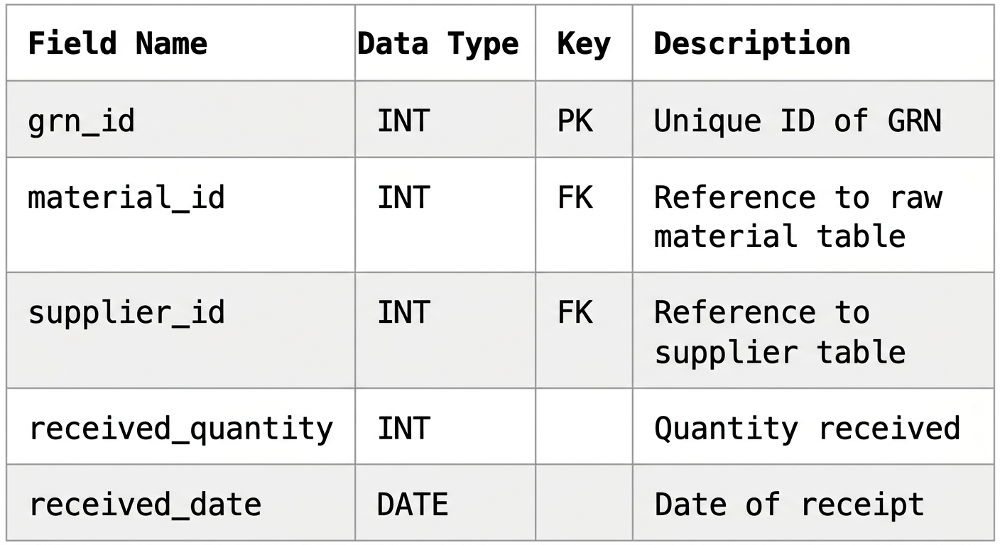 Field Name Data Type Key Description
grn_id INT PK Unique ID of GRN
material_id INT FK Reference to raw
material table
supplier_id INT FK Reference to
supplier table
received_quantity INT Quantity received
received_date DATE Date of receipt